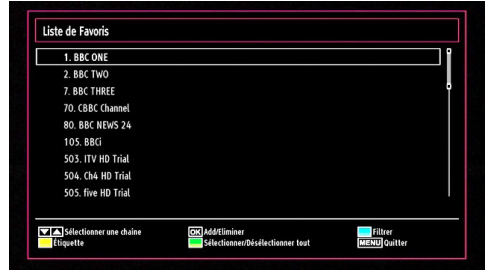 Liste de Favoris
1. BBC ONE
2. BBC TWO
7. BBC THREE
70. CBBC Channel
80. BBC NEWS 24
105. BBCi
503. ITV HD Trial
504. Ch4 HD Trial
505. five HD Trial
Sélectionner une chaine OK Add/Eliminer Filtrer
Étiquette Sélectionner/Désélectionner tout MENU Quitter